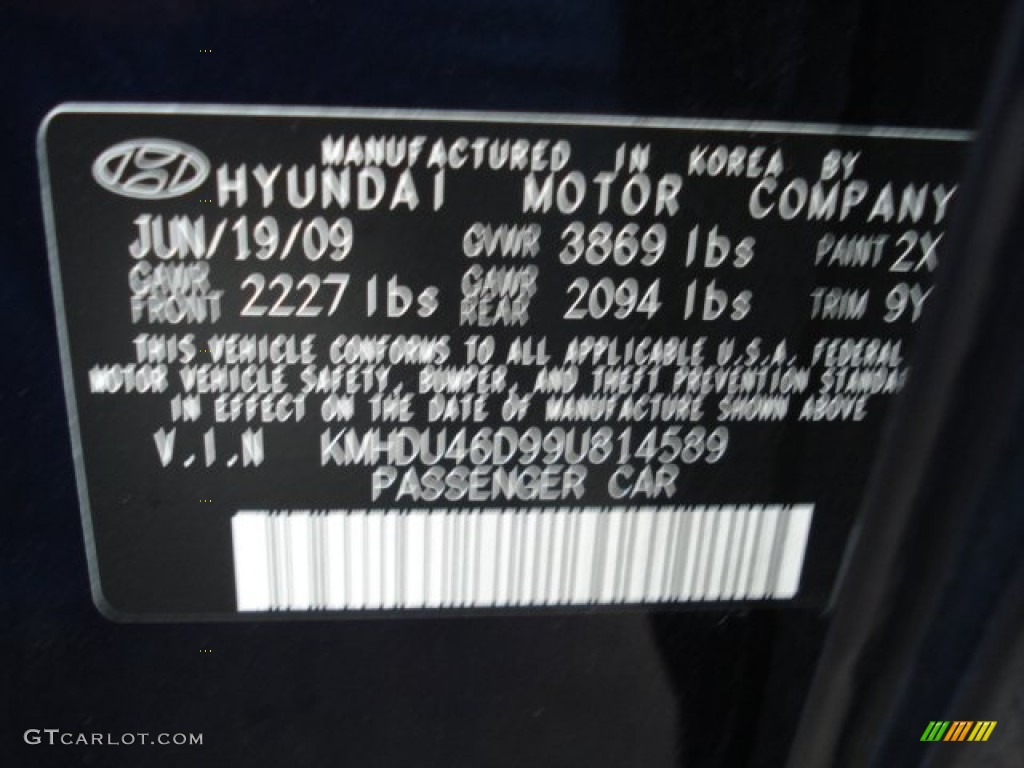 MANUFACTURED IN KOREA BY
HYUNDAI MOTOR COMPANY
JUN/19/09 GVWR 3869 lbs PAINT 2X
GAWR FRONT 2227 lbs GAWR REAR 2094 lbs TRIM 9Y
THIS VEHICLE CONFORMS TO ALL APPLICABLE U.S.A. FEDERAL
MOTOR VEHICLE SAFETY, BUMPER, AND THEFT PREVENTION STANDA
IN EFFECT ON THE DATE OF MANUFACTURE SHOWN ABOVE
V.I.N KMHDU46D99U814589
PASSENGER CAR
GTCARLOT.COM